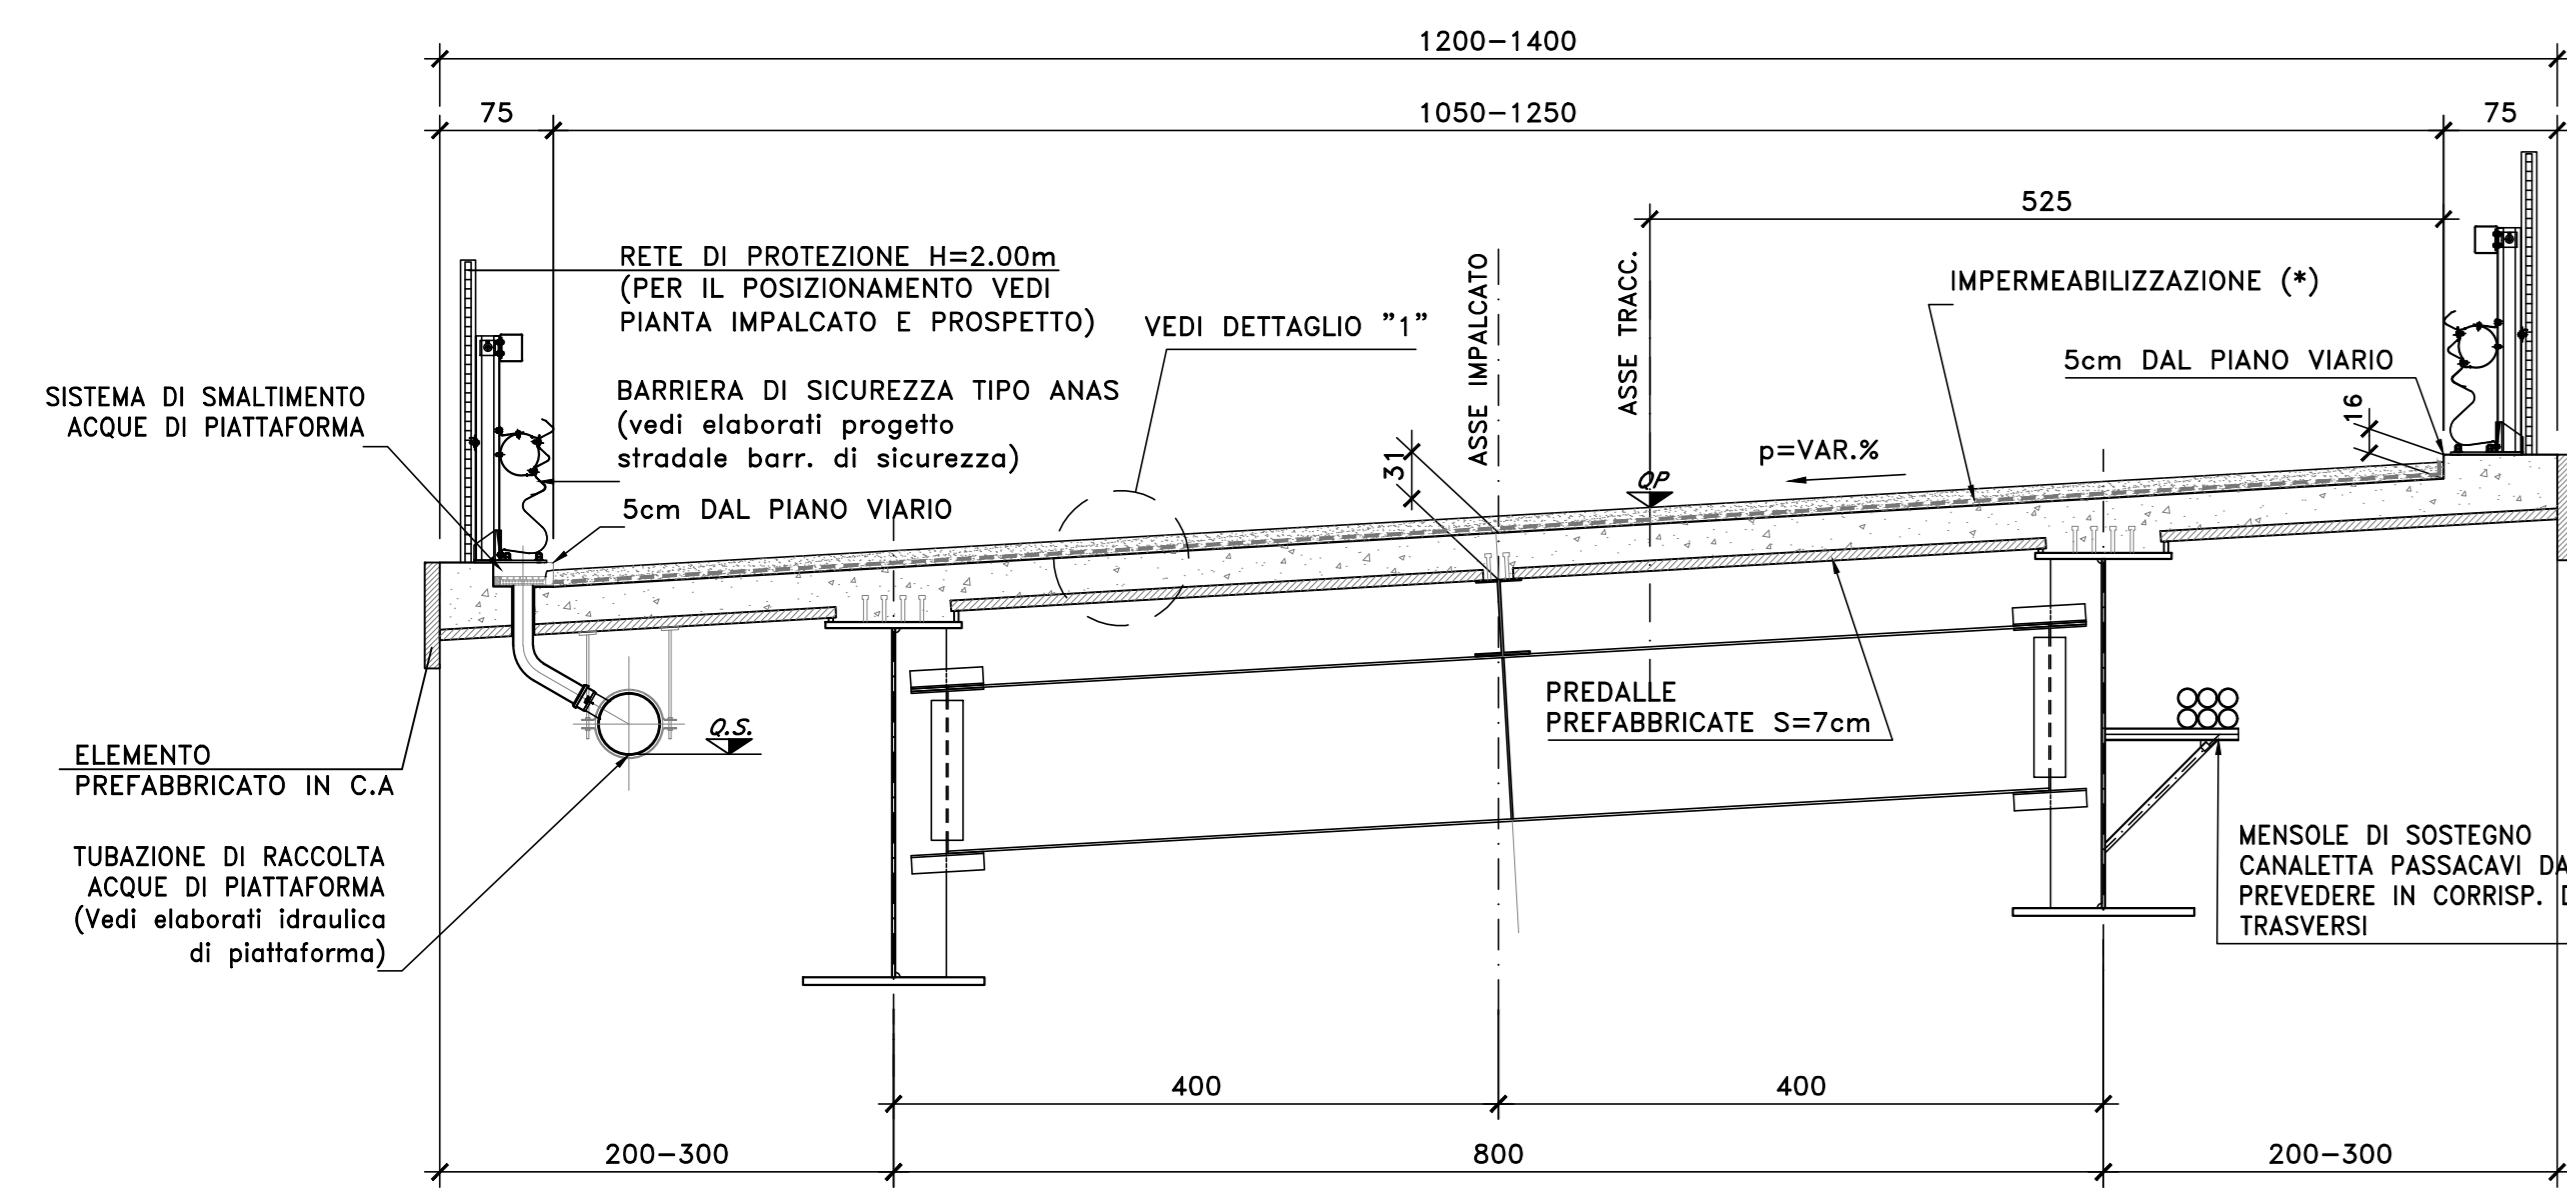 1200-1400
75
1050-1250
75
525
RETE DI PROTEZIONE H=2.00m
(PER IL POSIZIONAMENTO VEDI
PIANTA IMPALCATO E PROSPETTO)
VEDI DETTAGLIO "1"
ASSE IMPALCATO
ASSE TRACC.
IMPERMEABILIZZAZIONE (*)
5cm DAL PIANO VIARIO
16
SISTEMA DI SMALTIMENTO
ACQUE DI PIATTAFORMA
BARRIERA DI SICUREZZA TIPO ANAS
(vedi elaborati progetto
stradale barr. di sicurezza)
5cm DAL PIANO VIARIO
31
QP
p=VAR.%
Q.S.
PREDALLE
PREFABBRICATE S=7cm
ELEMENTO
PREFABBRICATO IN C.A
TUBAZIONE DI RACCOLTA
ACQUE DI PIATTAFORMA
(Vedi elaborati idraulica
di piattaforma)
MENSOLE DI SOSTEGNO
CANALETTA PASSACAVI DA
PREVEDERE IN CORRISP.
TRASVERSI
400
400
200-300
800
200-300